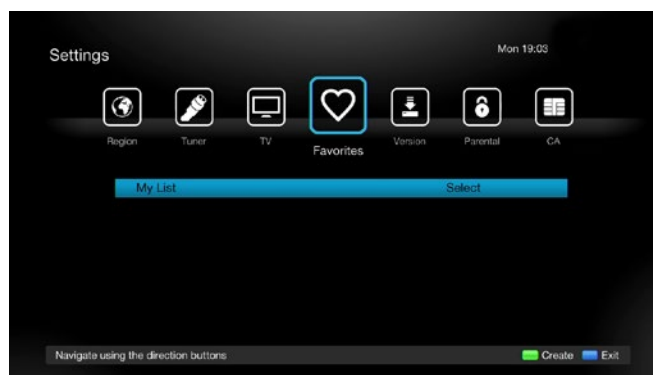 Settings
Mon 19:03
Region Tuner TV Favorites Version Parental CA
My List Select
Navigate using the direction buttons Create Exit